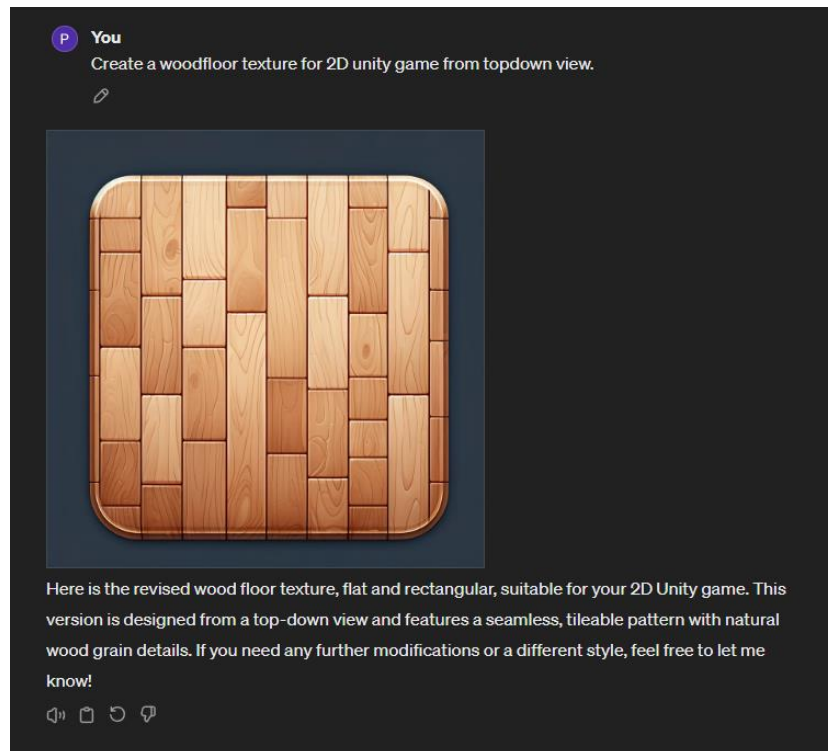 P You
Create a woodfloor texture for 2D unity game from topdown view.
Here is the revised wood floor texture, flat and rectangular, suitable for your 2D Unity game. This
version is designed from a top-down view and features a seamless, tileable pattern with natural
wood grain details. If you need any further modifications or a different style, feel free to let me
know!